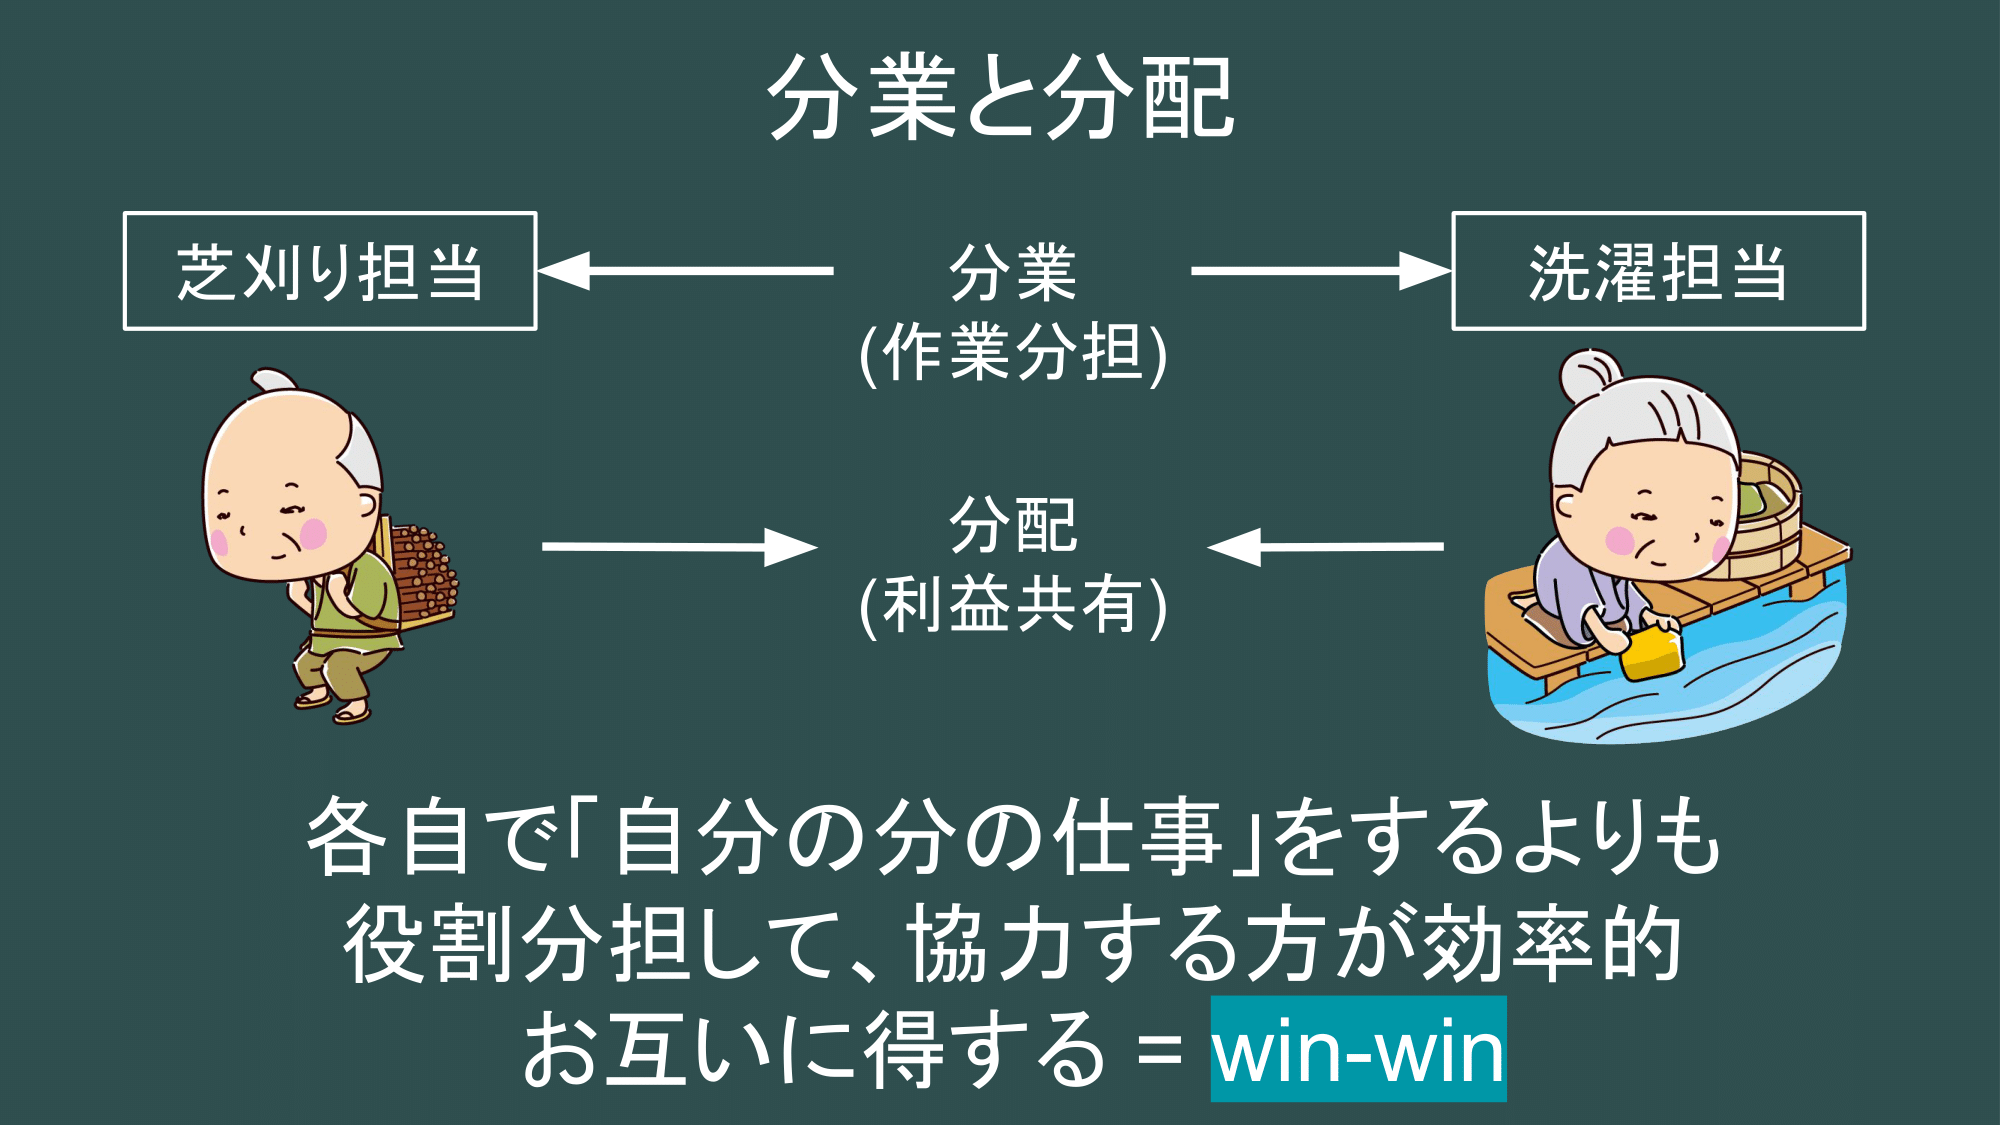 分業と分配
芝刈り担当
分業
(作業分担)
洗濯担当
分配
(利益共有)
各自で「自分の分の仕事」をするよりも
役割分担して、協力する方が効率的
お互いに得する = win-win